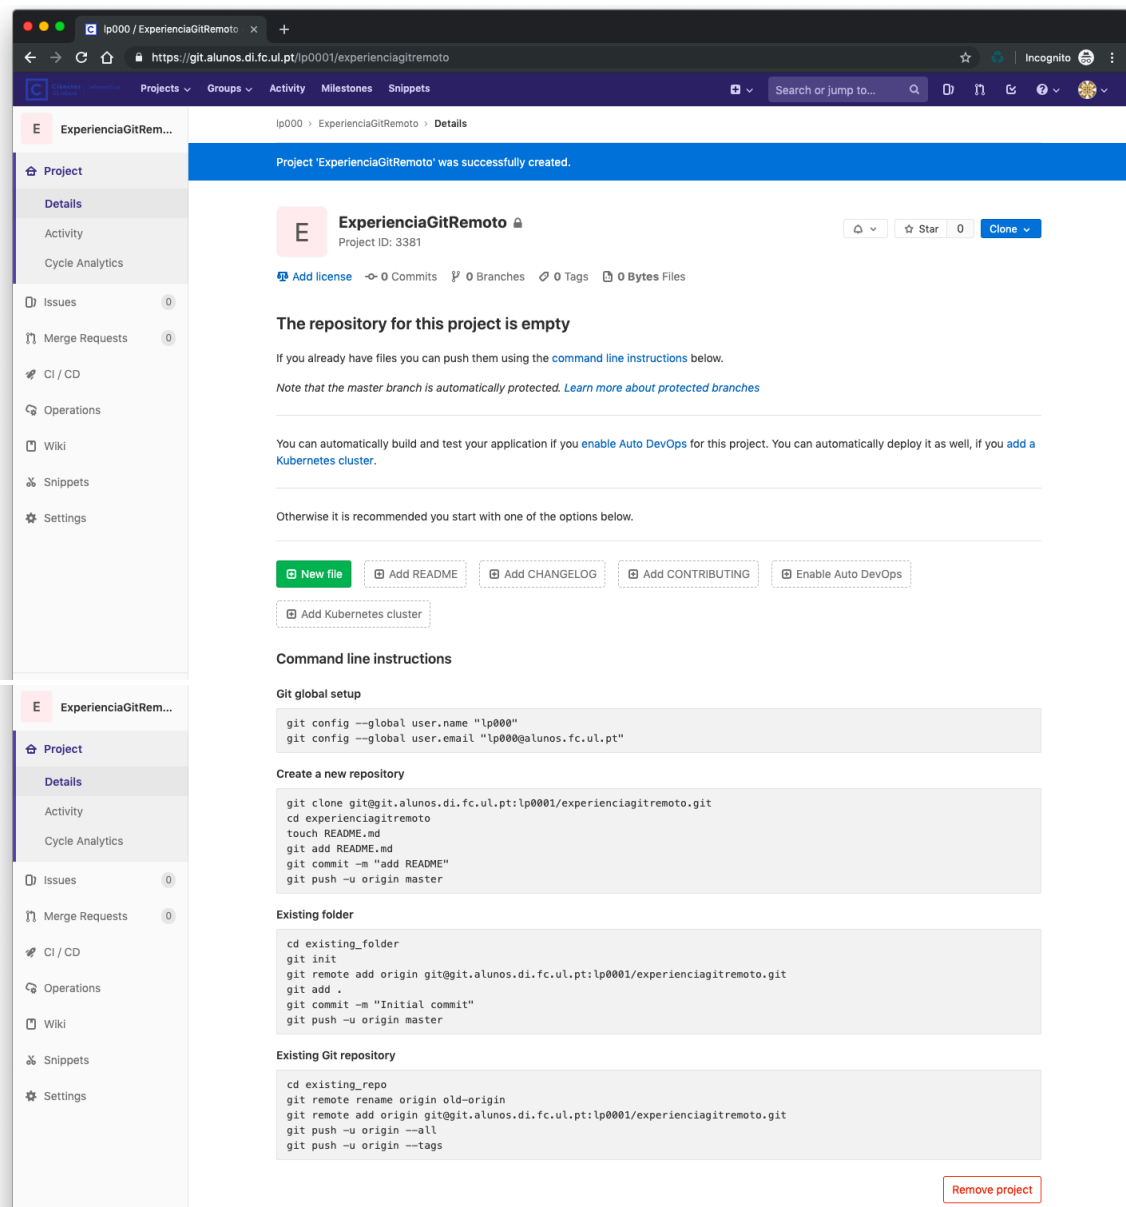 lp000 / ExperienciaGitRemoto
https://git.alunos.di.fc.ul.pt/lp0001/experienciagitremoto
Incognito
Projects Groups Activity Milestones Snippets
Search or jump to...
E ExperienciaGitRem...
Project
Details
Activity
Cycle Analytics
Issues 0
Merge Requests 0
CI / CD
Operations
Wiki
Snippets
Settings
lp000 > ExperienciaGitRemoto > Details
Project 'ExperienciaGitRemoto' was successfully created.
E
ExperienciaGitRemoto
Project ID: 3381
Star 0 Clone
Add license 0 Commits 0 Branches 0 Tags 0 Bytes Files
The repository for this project is empty
If you already have files you can push them using the command line instructions below.
Note that the master branch is automatically protected. Learn more about protected branches
You can automatically build and test your application if you enable Auto DevOps for this project. You can automatically deploy it as well, if you add a
Kubernetes cluster.
Otherwise it is recommended you start with one of the options below.
New file Add README Add CHANGELOG Add CONTRIBUTING Enable Auto DevOps
Add Kubernetes cluster
Command line instructions
E ExperienciaGitRem...
Project
Details
Activity
Cycle Analytics
Issues 0
Merge Requests 0
CI / CD
Operations
Wiki
Snippets
Settings
Git global setup
git config --global user.name "lp000"
git config --global user.email "lp000@alunos.fc.ul.pt"
Create a new repository
git clone git@git.alunos.di.fc.ul.pt:lp0001/experienciagitremoto.git
cd experienciagitremoto
touch README.md
git add README.md
git commit -m "add README"
git push -u origin master
Existing folder
cd existing_folder
git init
git remote add origin git@git.alunos.di.fc.ul.pt:lp0001/experienciagitremoto.git
git add .
git commit -m "Initial commit"
git push -u origin master
Existing Git repository
cd existing_repo
git remote rename origin old-origin
git remote add origin git@git.alunos.di.fc.ul.pt:lp0001/experienciagitremoto.git
git push -u origin --all
git push -u origin --tags
Remove project